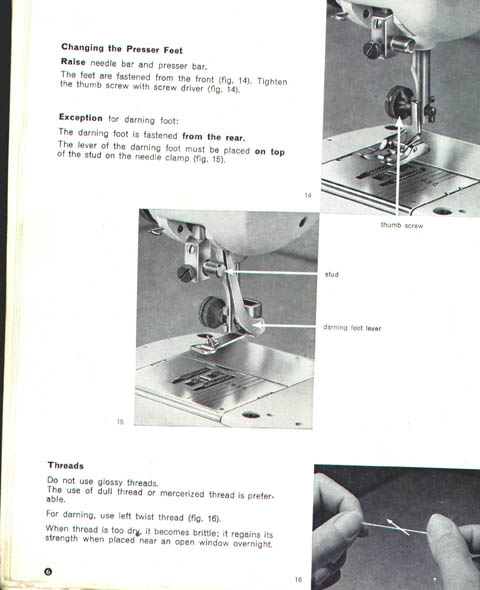 Changing the Presser Feet
Raise needle bar and presser bar.
The feet are fastened from the front (fig. 14). Tighten
the thumb screw with screw driver (fig. 14).
Exception for darning foot:
The darning foot is fastened from the rear.
The lever of the darning foot must be placed on top
of the stud on the needle clamp (fig. 15).
14
thumb screw
stud
darning foot lever
15
Threads
Do not use glossy threads.
The use of dull thread or mercerized thread is prefer-
able.
For darning, use left twist thread (fig. 16).
When thread is too dry, it becomes brittle; it regains its
strength when placed near an open window overnight.
6
16